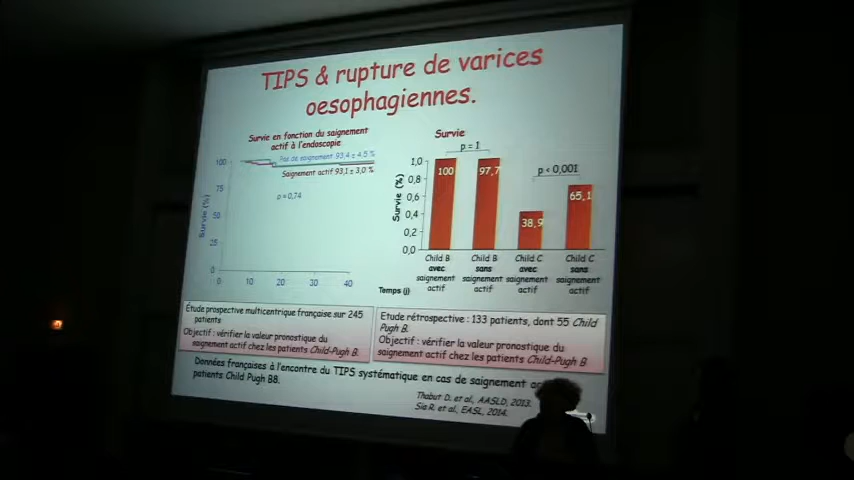 TIPS & rupture de varices
oesophagiennes.
Survie en fonction du saignement
actif à l'endoscopie
Pas de saignement 93,4 ± 4,5 %
Saignement actif 93,1 ± 3,0 %
p = 0,74
Survie (%)
100
75
50
25
0
0 10 20 30 40
Survie
p = 1
p < 0,001
Survie (%)
1,0
0,8
0,6
0,4
0,2
0,0
100
97,7
38,9
65,1
Child B
avec
saignement
actif
Child B
sans
saignement
actif
Child C
avec
saignement
actif
Child C
sans
saignement
actif
Temps (j)
Étude prospective multicentrique française sur 245
patients
Objectif : vérifier la valeur pronostique du
saignement actif chez les patients Child-Pugh B.
Étude rétrospective : 133 patients, dont 55 Child
Pugh B.
Objectif : vérifier la valeur pronostique du
saignement actif chez les patients Child-Pugh B
Données françaises à l'encontre du TIPS systématique en cas de saignement
patients Child Pugh B8.
Thabut D. et al., AASLD, 2013.
Sia R. et al., EASL, 2014.